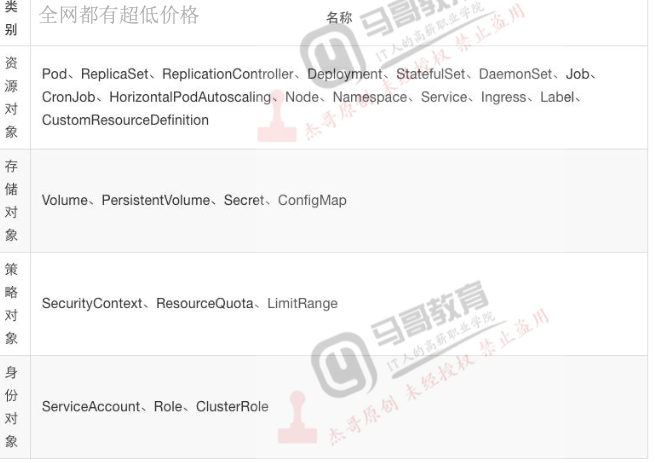 类别
全网都有超低价格
名称
资源对象
Pod、ReplicaSet、ReplicationController、Deployment、StatefulSet、DaemonSet、Job、
CronJob、HorizontalPodAutoscaling、Node、Namespace、Service、Ingress、Label、
CustomResourceDefinition
存储对象
Volume、PersistentVolume、Secret、ConfigMap
策略对象
SecurityContext、ResourceQuota、LimitRange
身份对象
ServiceAccount、Role、ClusterRole
马哥教育
IT人的高薪职业学院
杰哥原创 未经授权 禁止盗用
马哥教育
IT人的高薪职业学院
杰哥原创 未经授权 禁止盗用